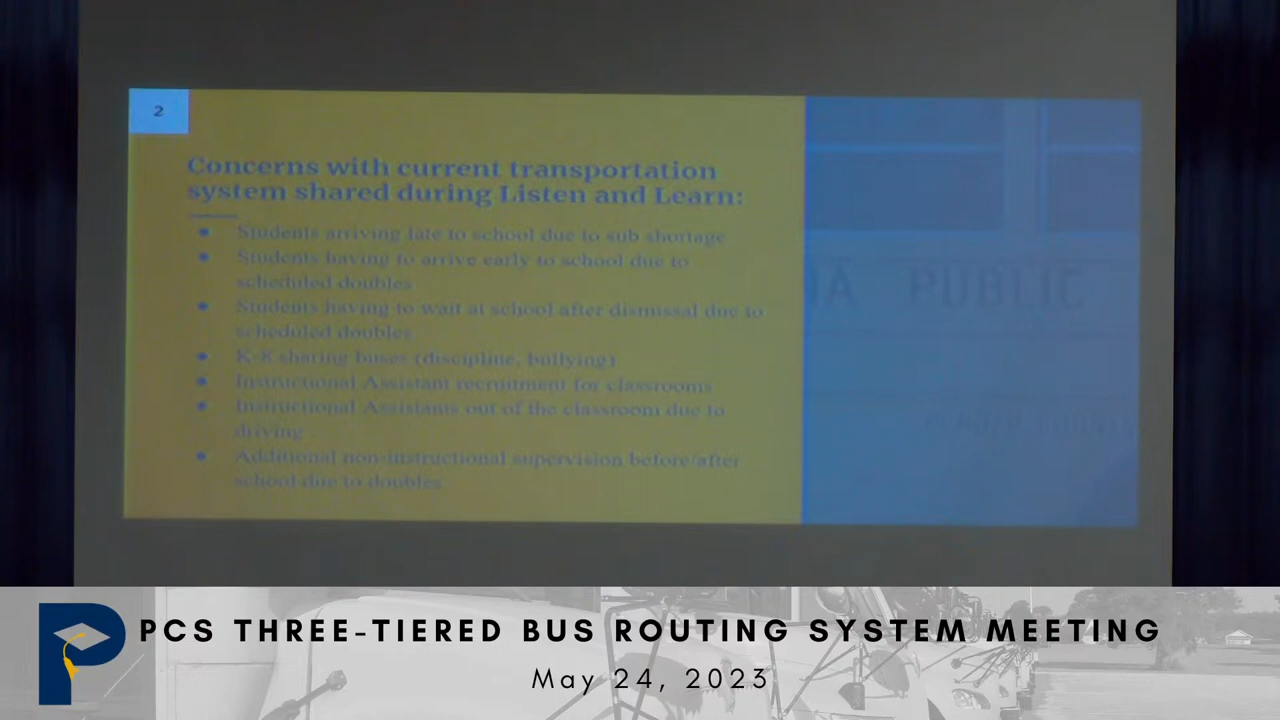 2
Concerns with current transportation
system shared during Listen and Learn:
● Students arriving late to school due to sub shortage
● Students having to arrive early to school due to
scheduled doubles
● Students having to wait at school after dismissal due to
scheduled doubles
● K-8 sharing buses (discipline, bullying)
● Instructional Assistant recruitment for classrooms
● Instructional Assistants out of the classroom due to
driving
● Additional non-instructional supervision before/after
school due to doubles
IA PUBLIC
P
PCS THREE-TIERED BUS ROUTING SYSTEM MEETING
May 24, 2023